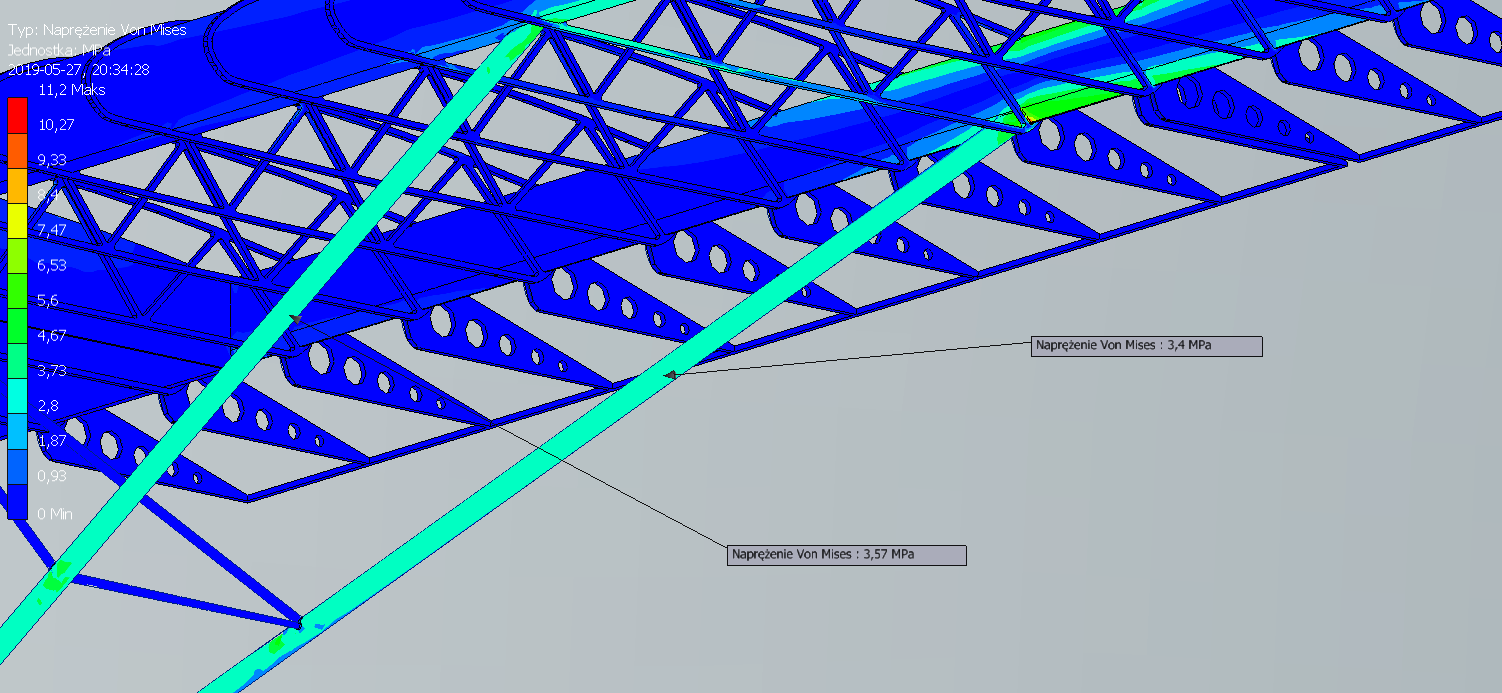 Typ: Naprężenie Von Mises
Jednostka: MPa
2019-05-27, 20:34:28
11,2 Maks
10,27
9,33
8,4
7,47
6,53
5,6
4,67
3,73
2,8
1,87
0,93
0 Min
Naprężenie Von Mises : 3,4 MPa
Naprężenie Von Mises : 3,57 MPa